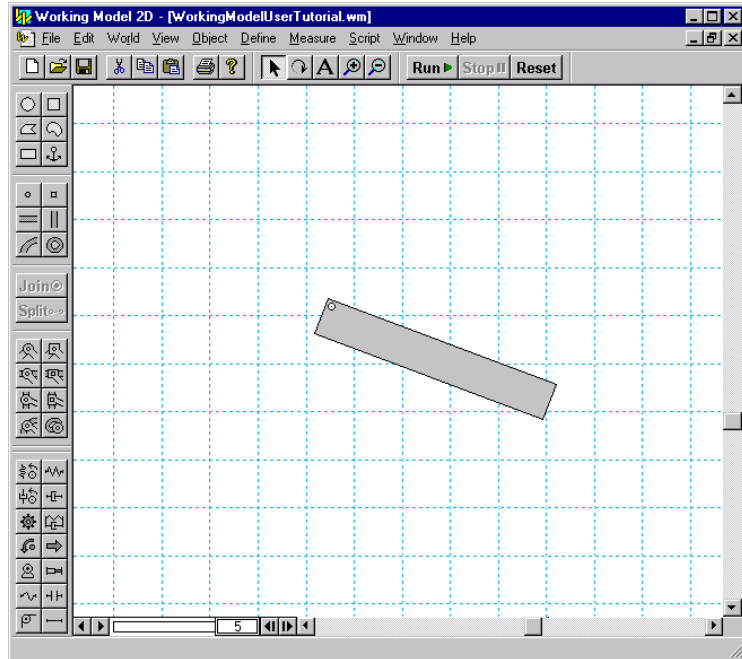 Working Model 2D - [WorkingModelUserTutorial.wm]
File Edit World View Object Define Measure Script Window Help
A Run Stop Reset
Join
Split
5